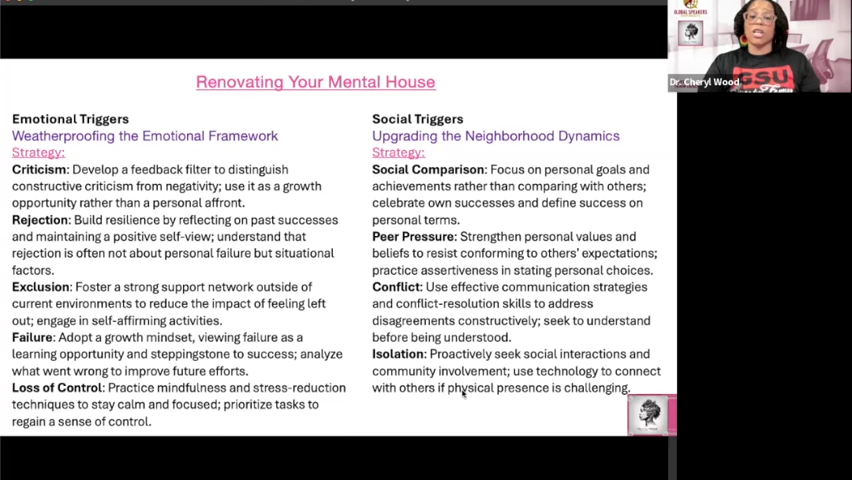 Renovating Your Mental House
Emotional Triggers
Weatherproofing the Emotional Framework
Strategy:
Criticism: Develop a feedback filter to distinguish
constructive criticism from negativity; use it as a growth
opportunity rather than a personal affront.
Rejection: Build resilience by reflecting on past successes
and maintaining a positive self-view; understand that
rejection is often not about personal failure but situational
factors.
Exclusion: Foster a strong support network outside of
current environments to reduce the impact of feeling left
out; engage in self-affirming activities.
Failure: Adopt a growth mindset, viewing failure as a
learning opportunity and steppingstone to success; analyze
what went wrong to improve future efforts.
Loss of Control: Practice mindfulness and stress-reduction
techniques to stay calm and focused; prioritize tasks to
regain a sense of control.
Social Triggers
Upgrading the Neighborhood Dynamics
Strategy:
Social Comparison: Focus on personal goals and
achievements rather than comparing with others;
celebrate own successes and define success on
personal terms.
Peer Pressure: Strengthen personal values and
beliefs to resist conforming to others' expectations;
practice assertiveness in stating personal choices.
Conflict: Use effective communication strategies
and conflict-resolution skills to address
disagreements constructively; seek to understand
before being understood.
Isolation: Proactively seek social interactions and
community involvement; use technology to connect
with others if physical presence is challenging.
GLOBAL SPEAKERS
GSU
Dr. Cheryl Wood